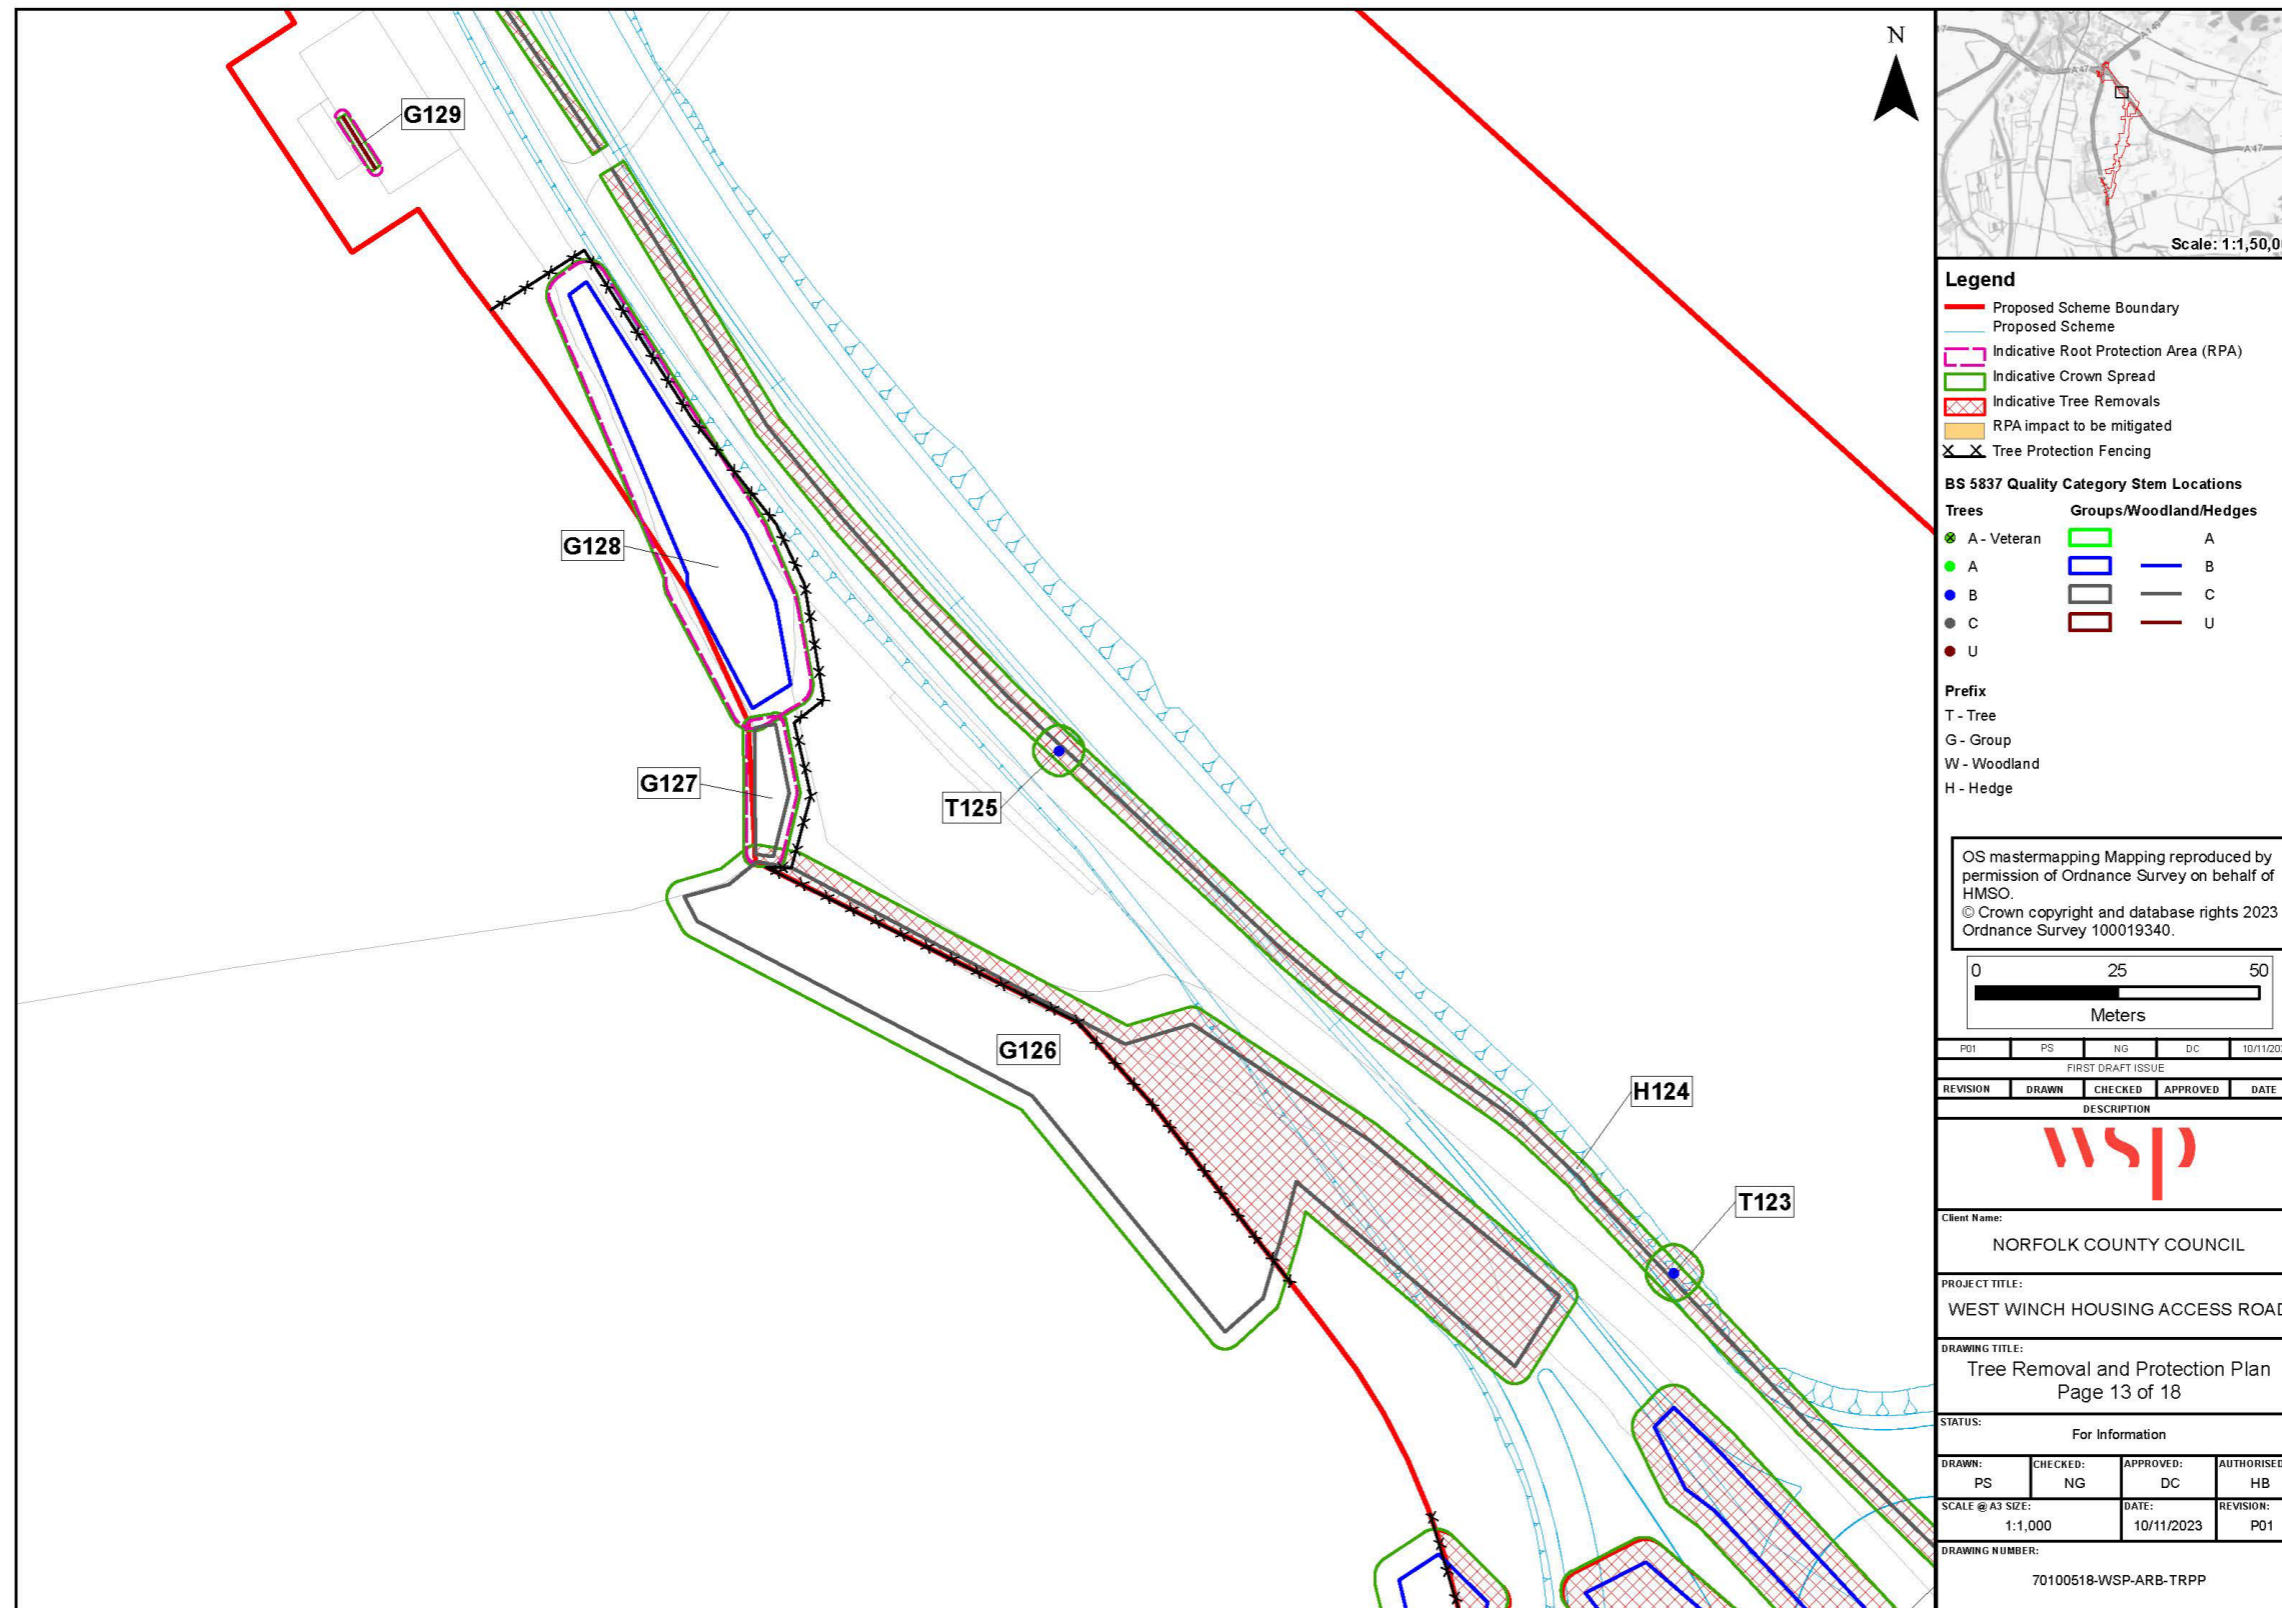 G129
G128
G127
T125
G126
H124
T123
N
A47
A149
A47
Scale: 1:1,50,0
Legend
Proposed Scheme Boundary
Proposed Scheme
Indicative Root Protection Area (RPA)
Indicative Crown Spread
Indicative Tree Removals
RPA impact to be mitigated
Tree Protection Fencing
BS 5837 Quality Category Stem Locations
Trees Groups/Woodland/Hedges
A - Veteran A
A B
B C
C U
U
Prefix
T - Tree
G - Group
W - Woodland
H - Hedge
OS mastermapping Mapping reproduced by
permission of Ordnance Survey on behalf of
HMSO.
© Crown copyright and database rights 2023
Ordnance Survey 100019340.
0 25 50
Meters
P01 PS NG DC 10/11/20
FIRST DRAFT ISSUE
REVISION DRAWN CHECKED APPROVED DATE
DESCRIPTION
wsp
Client Name:
NORFOLK COUNTY COUNCIL
PROJECT TITLE:
WEST WINCH HOUSING ACCESS ROAD
DRAWING TITLE:
Tree Removal and Protection Plan
Page 13 of 18
STATUS:
For Information
DRAWN: CHECKED: APPROVED: AUTHORISED
PS NG DC HB
SCALE @ A3 SIZE: DATE: REVISION:
1:1,000 10/11/2023 P01
DRAWING NUMBER:
70100518-WSP-ARB-TRPP